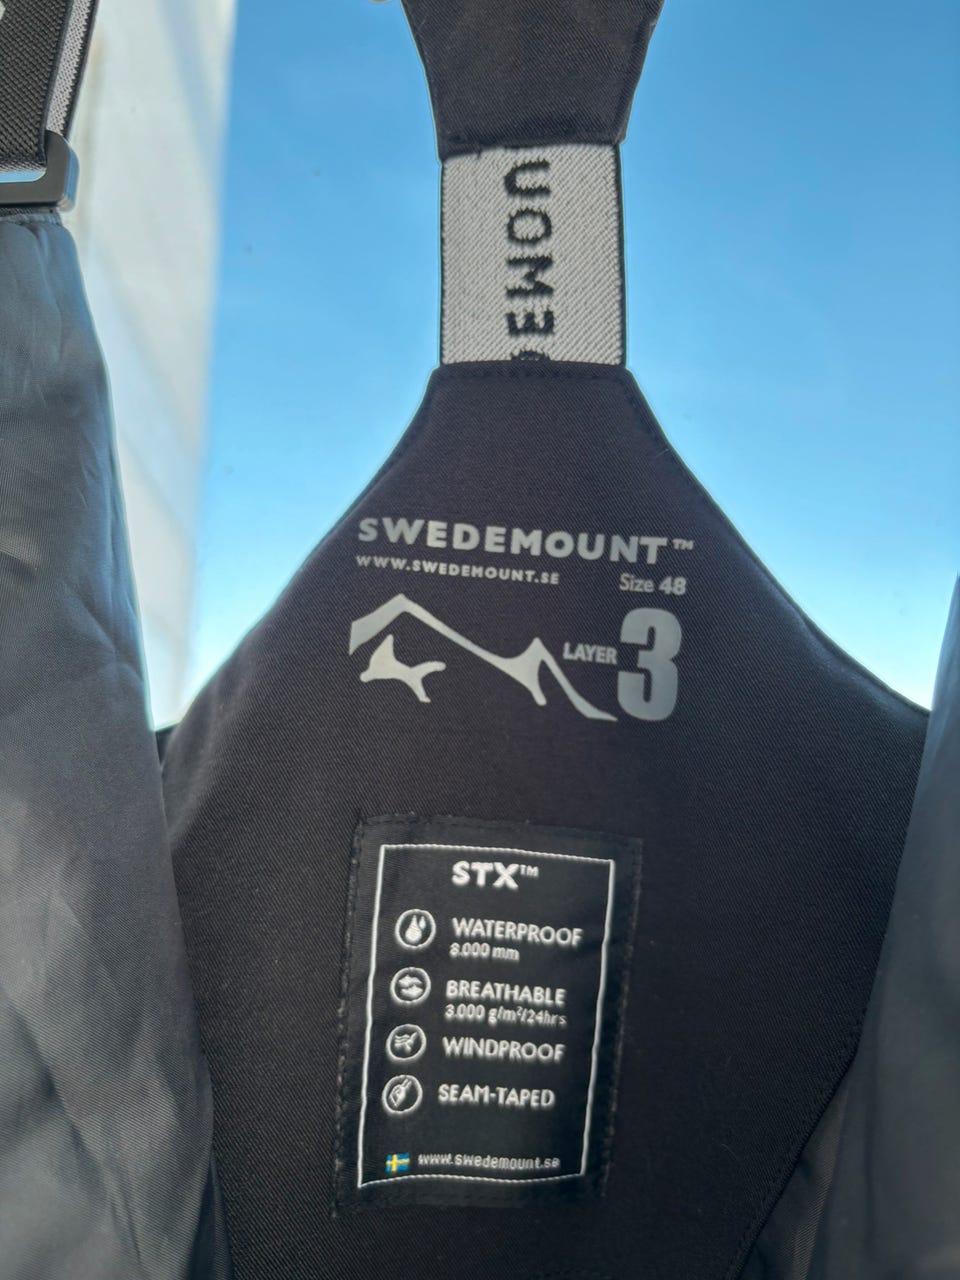 UOM
SWEDEMOUNT™
WWW.SWEDEMOUNT.SE
Size 48
LAYER 3
STX™
WATERPROOF
8.000 mm
BREATHABLE
3.000 g/m²/24hrs
WINDPROOF
SEAM-TAPED
www.swedemount.se